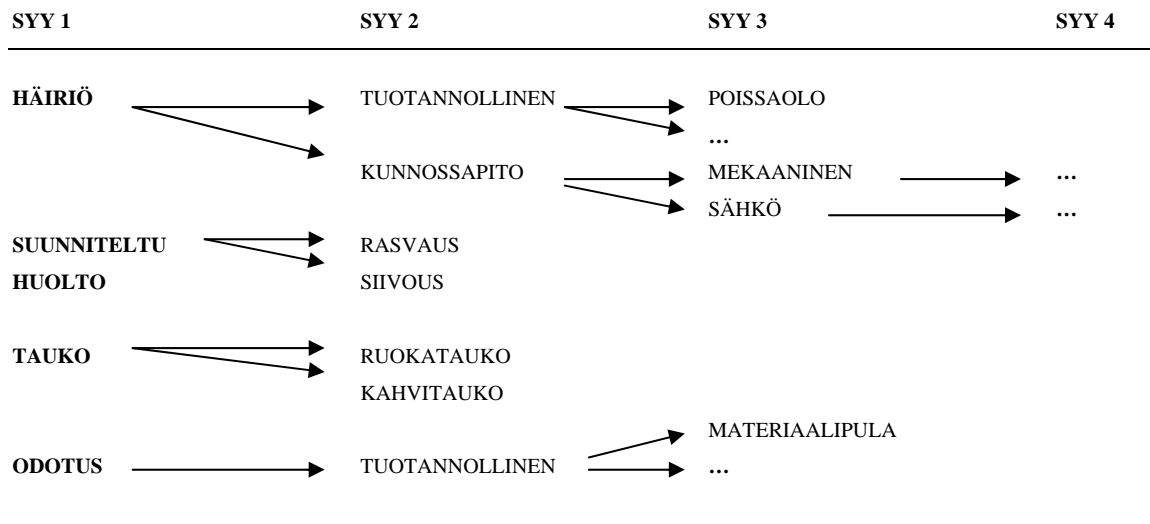 SYY 1 SYY 2 SYY 3 SYY 4
HÄIRIÖ TUOTANNOLLINEN POISSAOLO
...
KUNNOSSAPITO MEKAANINEN ...
SÄHKÖ ...
SUUNNITELTU RASVAUS
HUOLTO SIIVOUS
TAUKO RUOKATAUKO
KAHVITAUKO
MATERIAALIPULA
ODOTUS TUOTANNOLLINEN ...